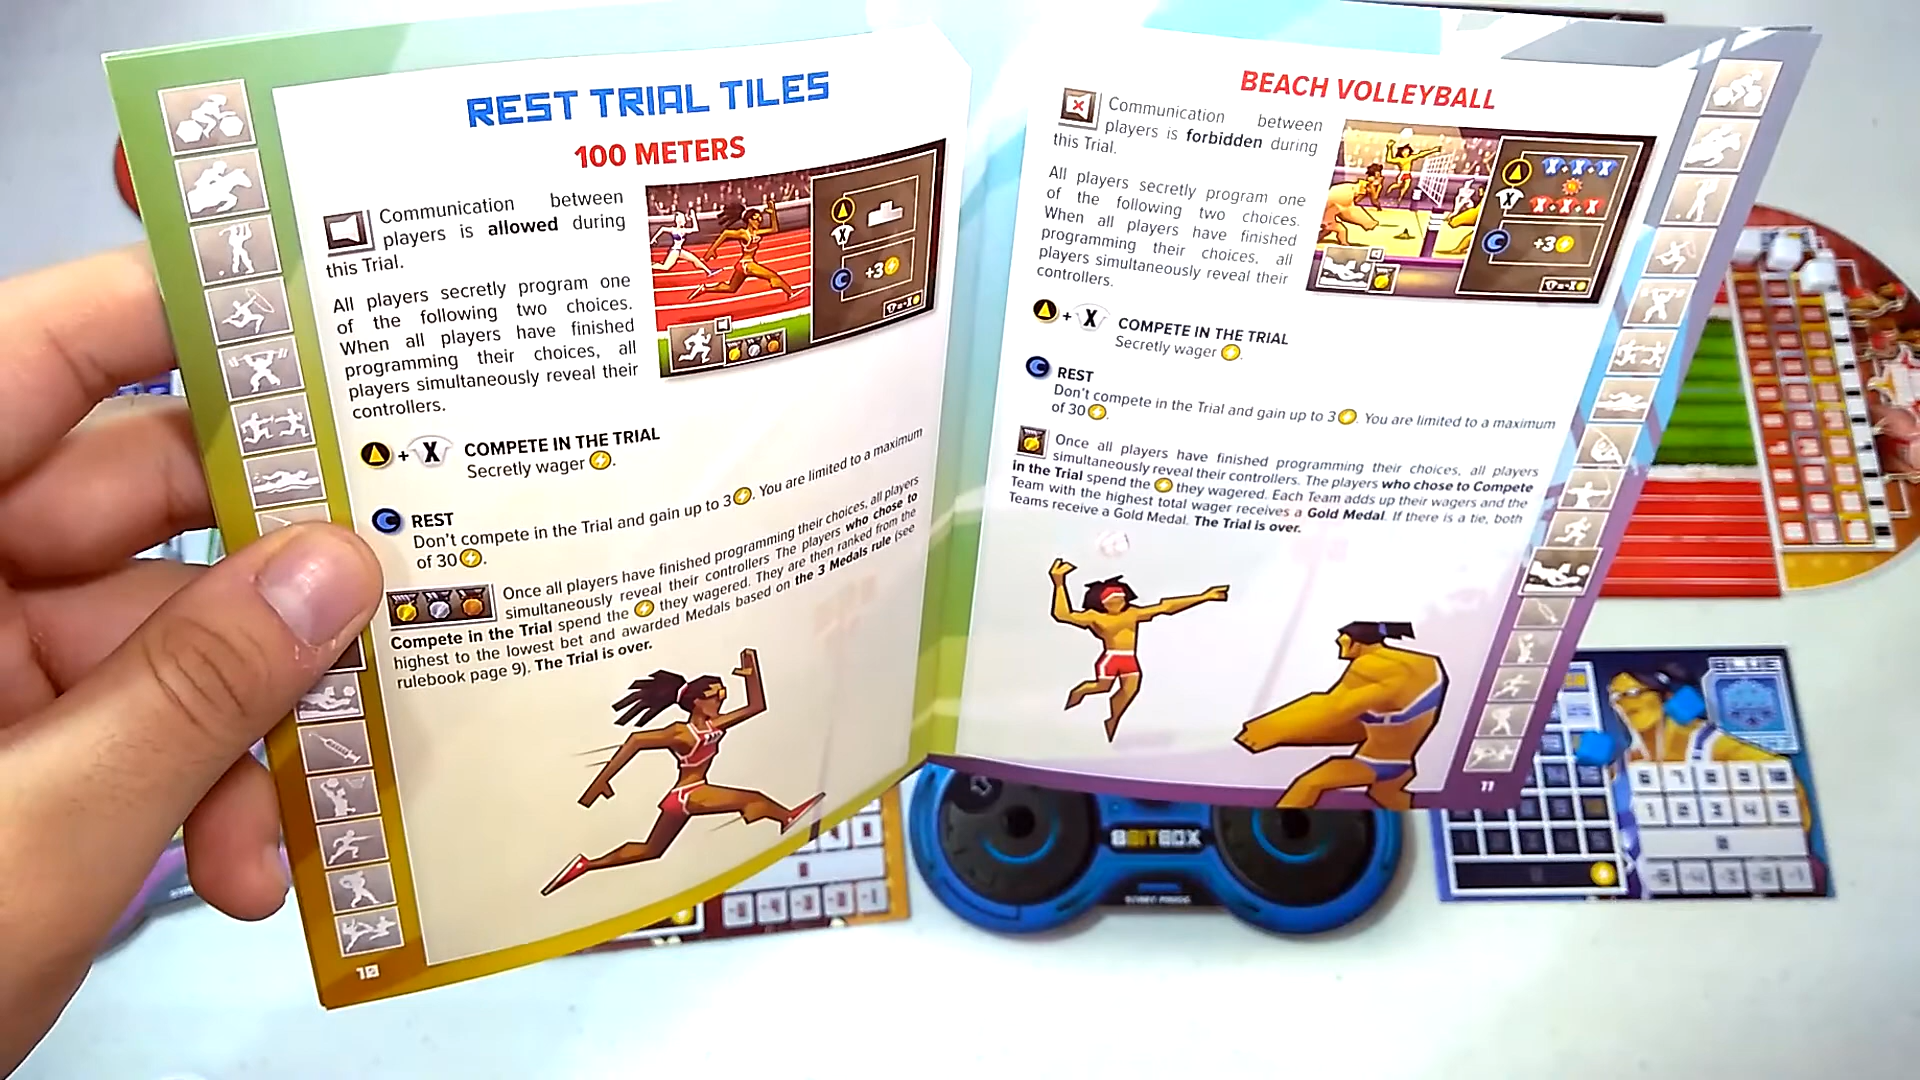 REST TRIAL TILES
100 METERS
Communication between
players is allowed during
this Trial.
All players secretly program one
of the following two choices.
When all players have finished
programming their choices, all
players simultaneously reveal their
controllers.
X
+3
+ X COMPETE IN THE TRIAL
Secretly wager .
REST
Don't compete in the Trial and gain up to 3 . You are limited to a maximum
of 30 .
Once all players have finished programming their choices, all players
simultaneously reveal their controllers. The players who chose to
Compete in the Trial spend the they wagered. They are then ranked from the
highest to the lowest bet and awarded Medals based on the 3 Medals rule (see
rulebook page 9). The Trial is over.
10
BEACH VOLLEYBALL
Communication between
players is forbidden during
this Trial.
All players secretly program one
of the following two choices.
When all players have finished
programming their choices, all
players simultaneously reveal their
controllers.
X + X + X
X
X + X + X
+3
+ X COMPETE IN THE TRIAL
Secretly wager .
REST
Don't compete in the Trial and gain up to 3 . You are limited to a maximum
of 30 .
Once all players have finished programming their choices, all players
simultaneously reveal their controllers. The players who chose to Compete
in the Trial spend the they wagered. Each Team adds up their wagers and the
Team with the highest total wager receives a Gold Medal. If there is a tie, both
Teams receive a Gold Medal. The Trial is over.
11
8BITBOX
BLUE